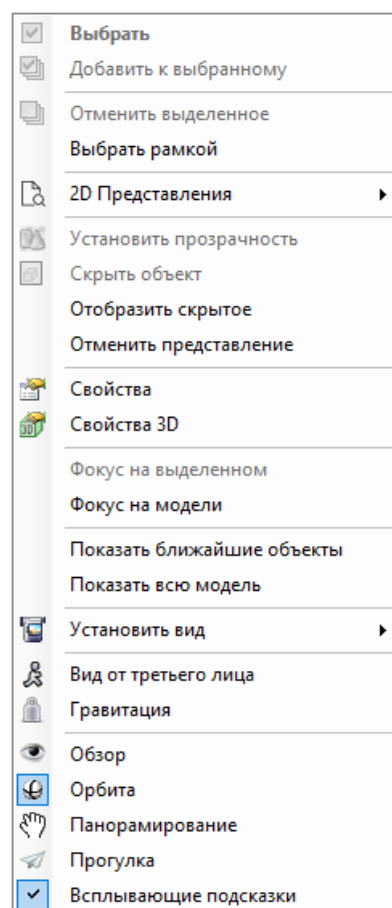 Выбрать
Добавить к выбранному
Отменить выделенное
Выбрать рамкой
2D Представления
Установить прозрачность
Скрыть объект
Отобразить скрытое
Отменить представление
Свойства
Свойства 3D
Фокус на выделенном
Фокус на модели
Показать ближайшие объекты
Показать всю модель
Установить вид
Вид от третьего лица
Гравитация
Обзор
Орбита
Панорамирование
Прогулка
Всплывающие подсказки